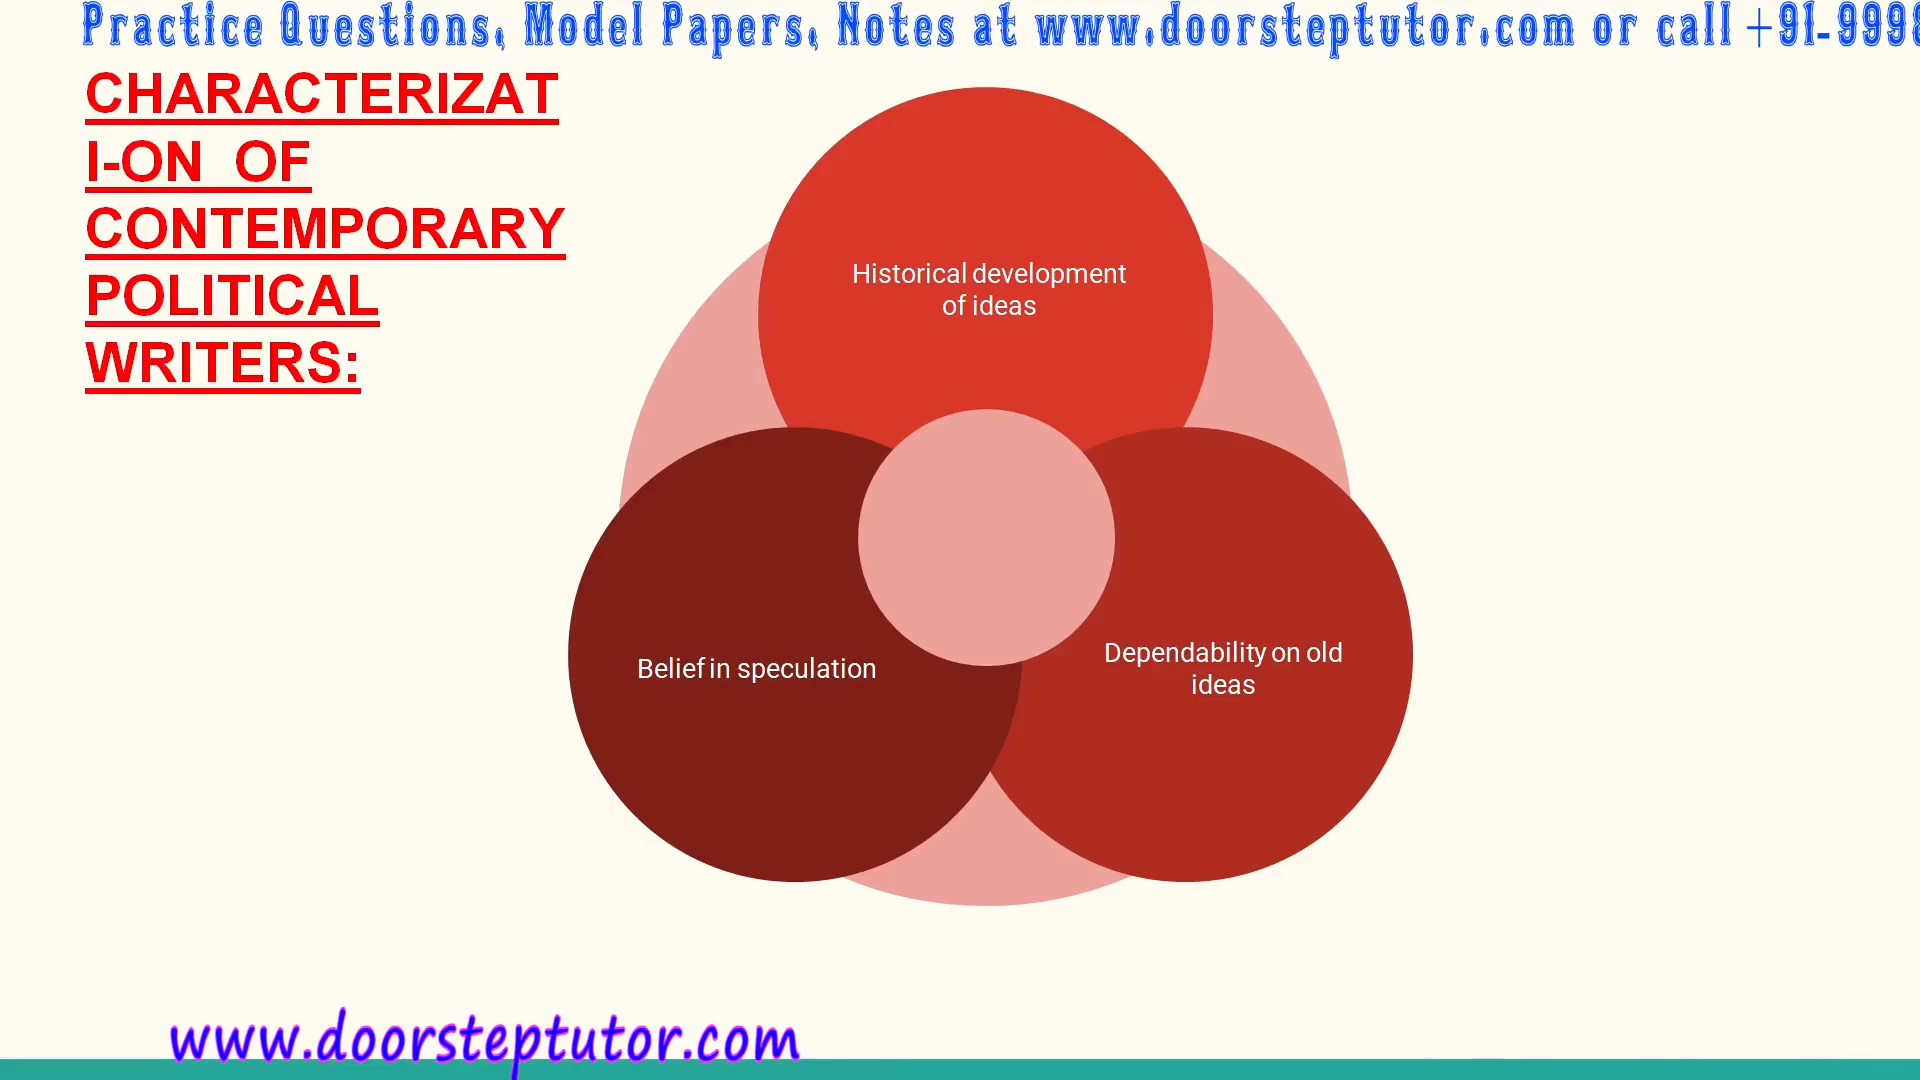 Practice Questions, Model Papers, Notes at www.doorsteptutor.com or call +91-9998
CHARACTERIZAT
I-ON OF
CONTEMPORARY
POLITICAL
WRITERS:
Historical development
of ideas
Belief in speculation
Dependability on old
ideas
www.doorsteptutor.com